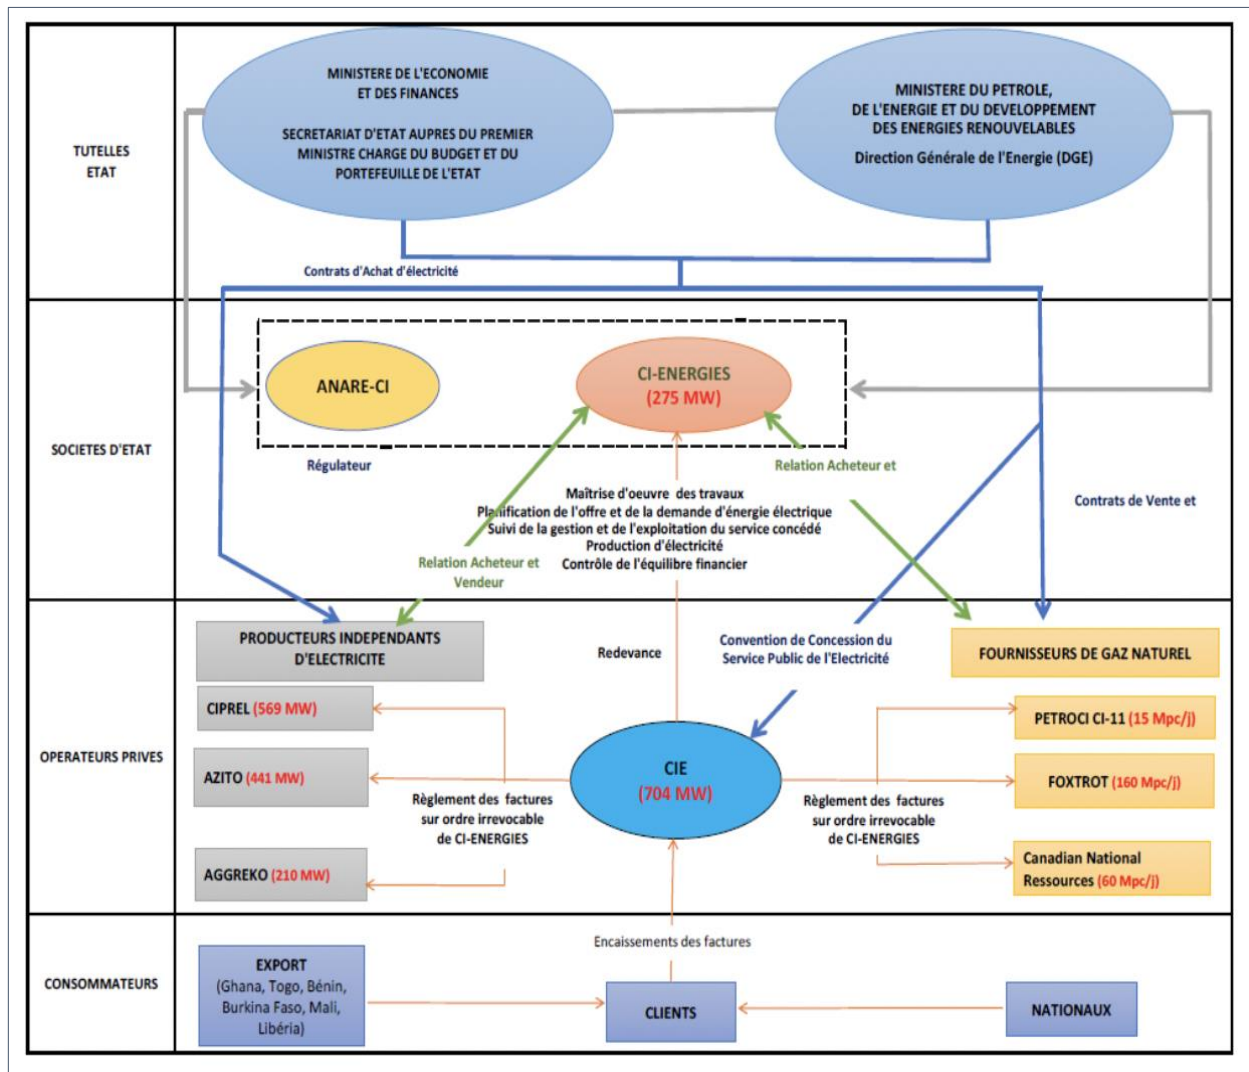 TUTELLES
ETAT
MINISTERE DE L'ECONOMIE
ET DES FINANCES
SECRETARIAT D'ETAT AUPRES DU PREMIER
MINISTRE CHARGE DU BUDGET ET DU
PORTEFEUILLE DE L'ETAT
MINISTERE DU PETROLE,
DE L'ENERGIE ET DU DEVELOPPEMENT
DES ENERGIES RENOUVELABLES
Direction Générale de l'Energie (DGE)
Contrats d'Achat d'électricité
SOCIETES D'ETAT
ANARE-CI
CI-ENERGIES
(275 MW)
Régulateur
Relation Acheteur et
Maîtrise d'oeuvre des travaux
Planification de l'offre et de la demande d'énergie électrique
Suivi de la gestion et de l'exploitation du service concédé
Production d'électricité
Contrôle de l'équilibre financier
Contrats de Vente et
Relation Acheteur et
Vendeur
OPERATEURS PRIVES
PRODUCTEURS INDEPENDANTS
D'ELECTRICITE
Redevance
Convention de Concession du
Service Public de l'Electricité
FOURNISSEURS DE GAZ NATUREL
CIPREL (569 MW)
PETROCI CI-11 (15 Mpc/j)
AZITO (441 MW)
CIE
(704 MW)
FOXTROT (160 Mpc/j)
Règlement des factures
sur ordre irrevocable
de CI-ENERGIES
Règlement des factures
sur ordre irrevocable
de CI-ENERGIES
AGGREKO (210 MW)
Canadian National
Ressources (60 Mpc/j)
CONSOMMATEURS
Encaissements des factures
EXPORT
(Ghana, Togo, Bénin,
Burkina Faso, Mali,
Libéria)
CLIENTS
NATIONAUX